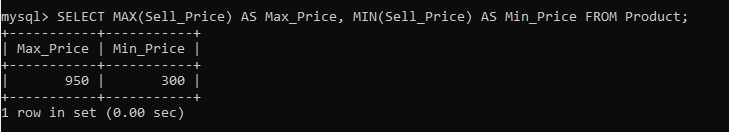 mysql> SELECT MAX(Sell_Price) AS Max_Price, MIN(Sell_Price) AS Min_Price FROM Product;
+-----------+-----------+
| Max_Price | Min_Price |
+-----------+-----------+
|       950 |       300 |
+-----------+-----------+
1 row in set (0.00 sec)